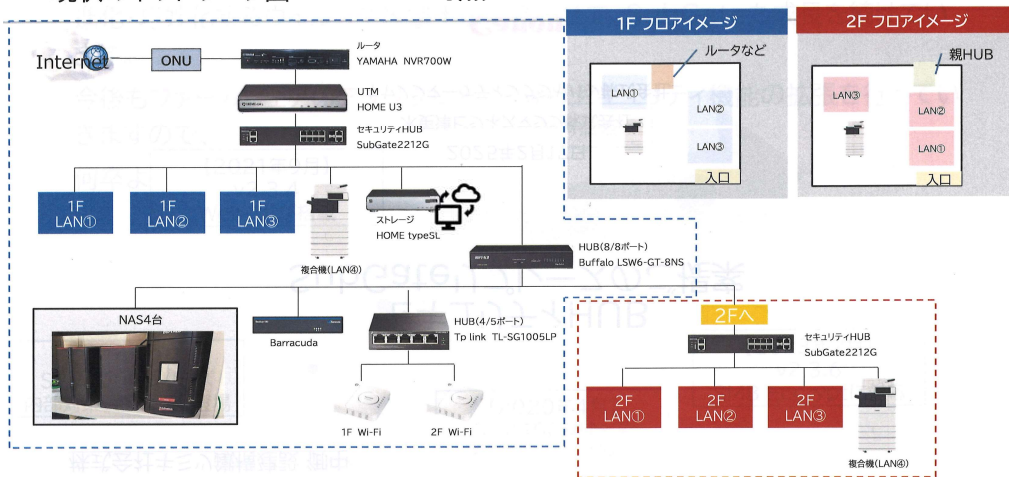 1F フロアイメージ
2F フロアイメージ
ルータなど
親HUB
LAN①
LAN②
LAN③
入口
LAN③
LAN②
LAN①
入口
Internet
ONU
ルータ
YAMAHA NVR700W
UTM
HOME U3
セキュリティHUB
SubGate2212G
1F
LAN①
1F
LAN②
1F
LAN③
複合機(LAN④)
ストレージ
HOME typeSL
HUB(8/8ポート)
Buffalo LSW6-GT-8NS
NAS4台
Barracuda
HUB(4/5ポート)
Tp link TL-SG1005LP
1F Wi-Fi
2F Wi-Fi
2Fへ
セキュリティHUB
SubGate2212G
2F
LAN①
2F
LAN②
2F
LAN③
複合機(LAN④)